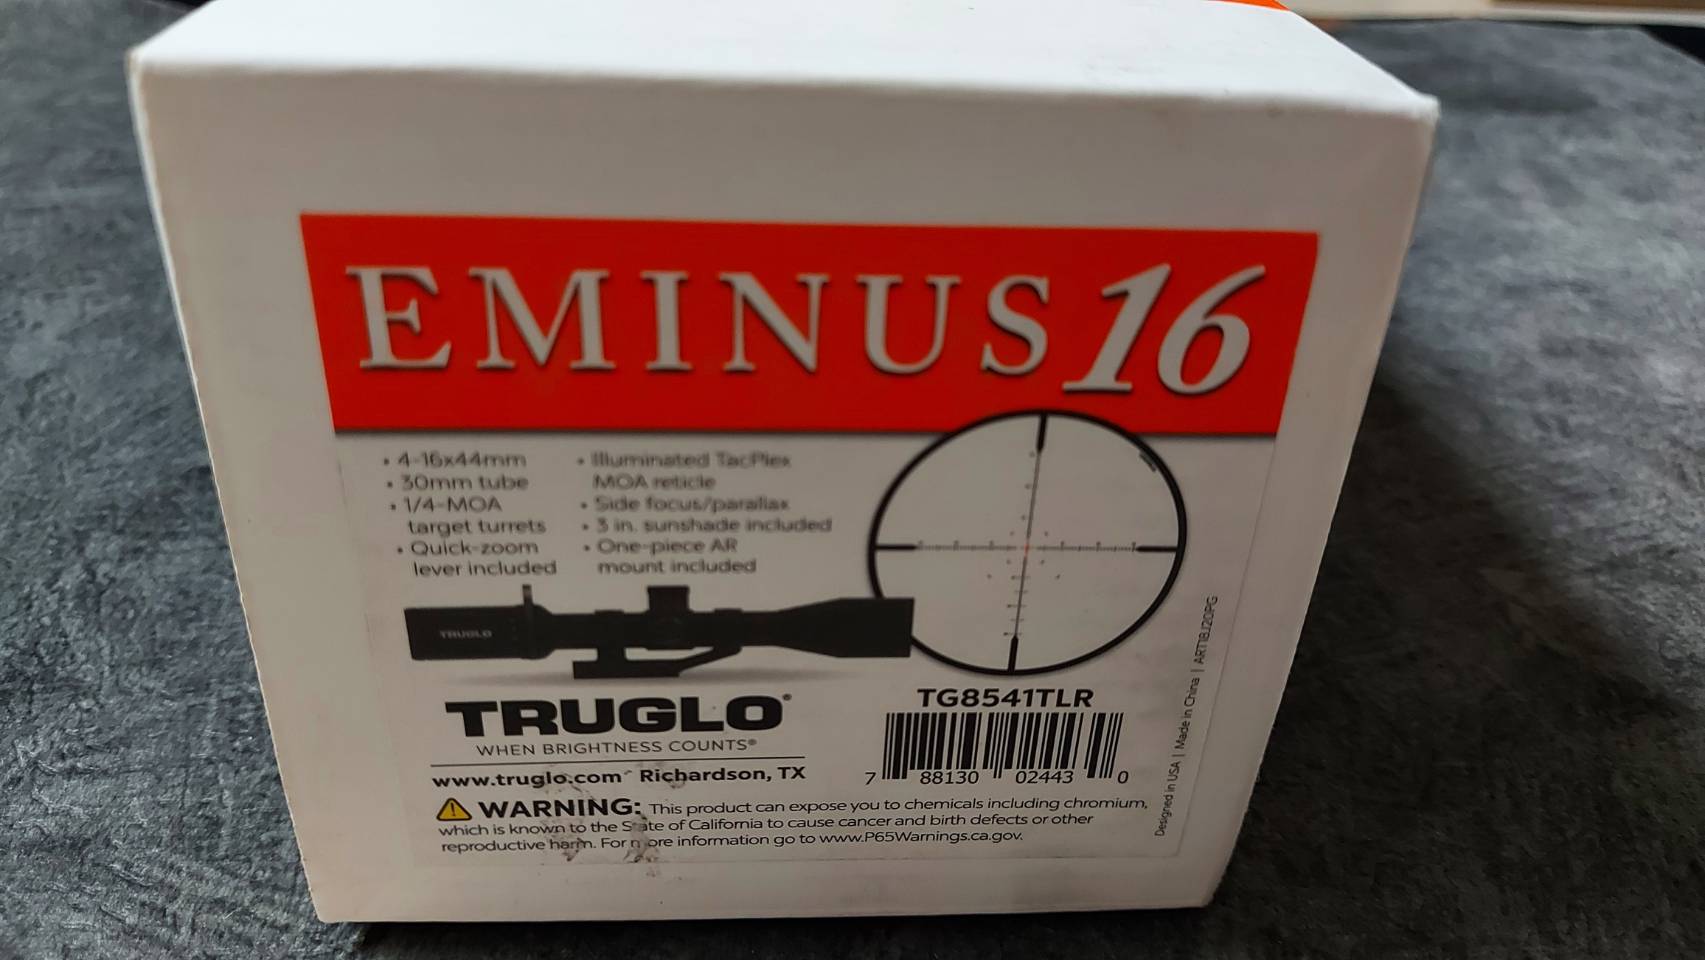 EMINUS 16
• 4-16x44mm
• 30mm tube
• 1/4-MOA
target turrets
• Quick-zoom
lever included
• Illuminated TacPlex
MOA reticle
• Side focus/parallax
• 3 in. sunshade included
• One-piece AR
mount included
TRUGLO
TRUGLO®
WHEN BRIGHTNESS COUNTS®
www.truglo.com Richardson, TX
TG8541TLR
7 88130 02443 0
WARNING: This product can expose you to chemicals including chromium,
which is known to the State of California to cause cancer and birth defects or other
reproductive harm. For more information go to www.P65Warnings.ca.gov.
Designed in USA | Made in China |